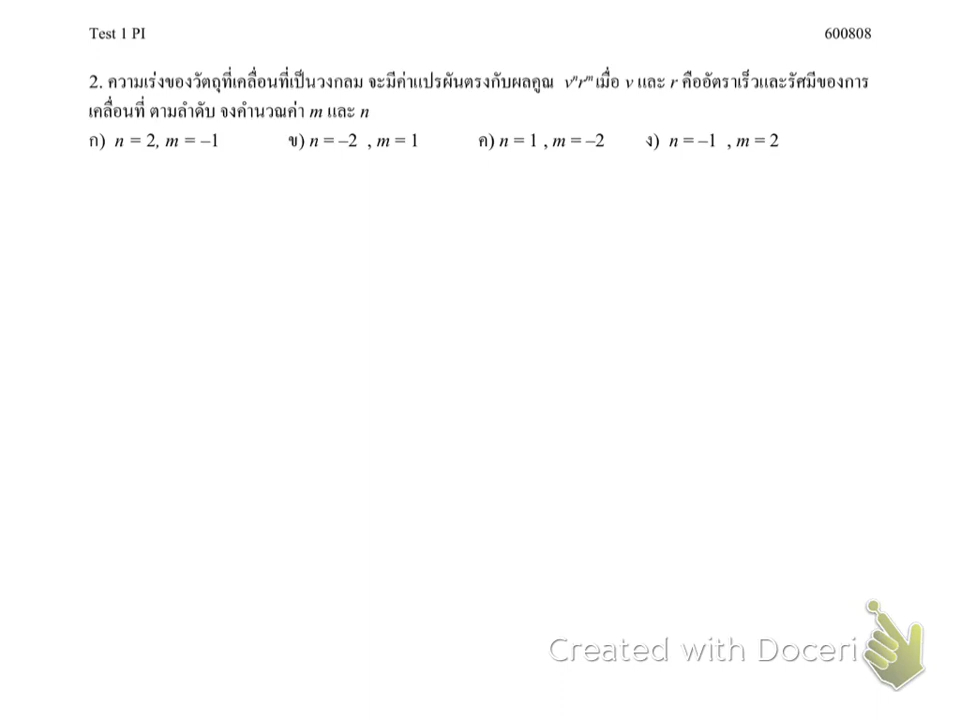 Test 1 PI 600808
2. ความเร่งของวัตถุที่เคลื่อนที่เป็นวงกลม จะมีค่าแปรผันตรงกับผลคูณ vⁿrᵐ เมื่อ v และ r คืออัตราเร็วและรัศมีของการ
เคลื่อนที่ ตามลำดับ จงคำนวณค่า m และ n
ก) n = 2, m = –1 ข) n = –2 , m = 1 ค) n = 1 , m = –2 ง) n = –1 , m = 2
Created with Doceri